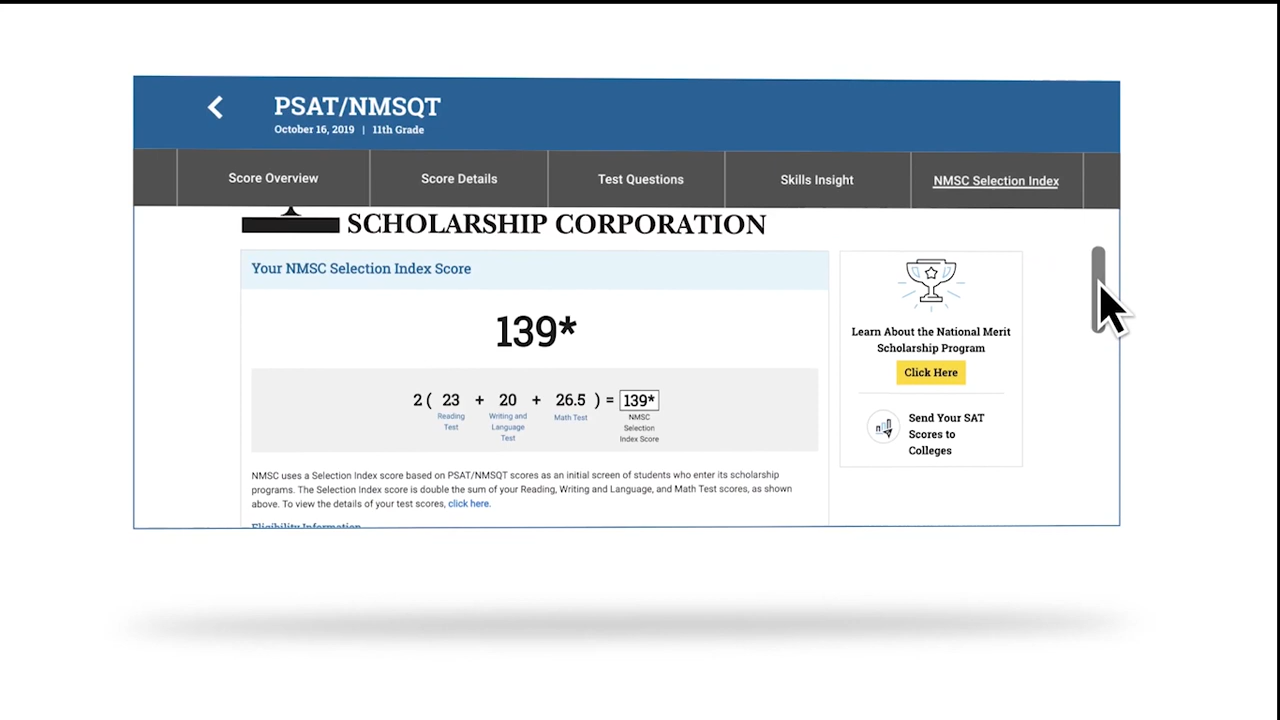 PSAT/NMSQT
October 16, 2019 | 11th Grade
Score Overview
Score Details
Test Questions
Skills Insight
NMSC Selection Index
SCHOLARSHIP CORPORATION
Your NMSC Selection Index Score
139*
2 ( 23 + 20 + 26.5 ) = 139*
Reading
Test
Writing and
Language
Test
Math Test
NMSC
Selection
Index Score
NMSC uses a Selection Index score based on PSAT/NMSQT scores as an initial screen of students who enter its scholarship
programs. The Selection Index score is double the sum of your Reading, Writing and Language, and Math Test scores, as shown
above. To view the details of your test scores, click here.
Eligibility Information
Learn About the National Merit
Scholarship Program
Click Here
Send Your SAT
Scores to
Colleges